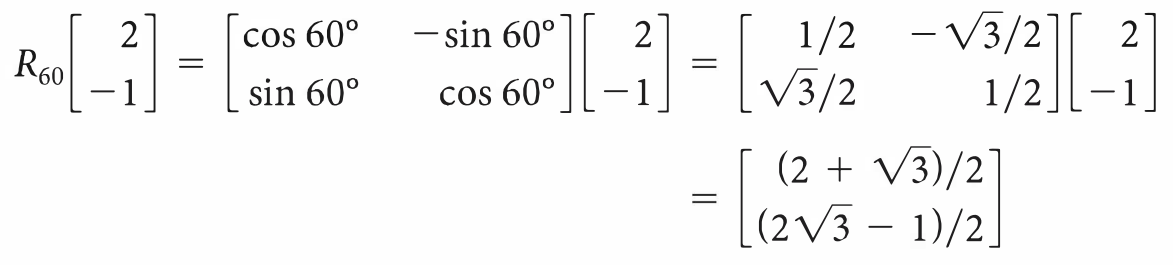 R₆₀[2 −1] = [cos 60° −sin 60° sin 60° cos 60°][2 −1] = [1/2 −√3/2 √3/2 1/2][2 −1]
= [(2 + √3)/2 (2√3 − 1)/2]